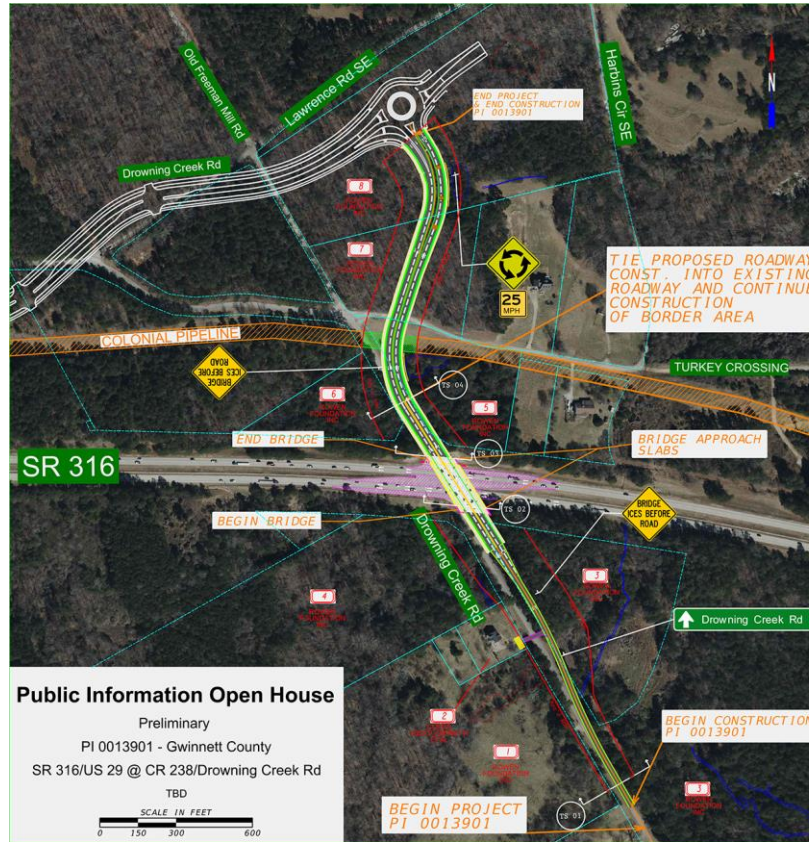 Old Freeman Mill Rd
Lawrence Rd SE
Harbins Cir SE
N
END PROJECT
& END CONSTRUCTION
PI 0013901
Drowning Creek Rd
8
7
25
MPH
TIE PROPOSED ROADWAY
CONST. INTO EXISTIN
ROADWAY AND CONTINUE
CONSTRUCTION
OF BORDER AREA
COLONIAL PIPELINE
TURKEY CROSSING
BRIDGE
ICES BEFORE
ROAD
TS 04
6
5
END BRIDGE
TS 03
BRIDGE APPROACH
SLABS
SR 316
BEGIN BRIDGE
TS 02
BRIDGE
ICES BEFORE
ROAD
Drowning Creek Rd
3
4
Drowning Creek Rd
2
1
BEGIN CONSTRUCTION
PI 0013901
3
TS 01
BEGIN PROJECT
PI 0013901
Public Information Open House
Preliminary
PI 0013901 - Gwinnett County
SR 316/US 29 @ CR 238/Drowning Creek Rd
TBD
SCALE IN FEET
0 150 300 600